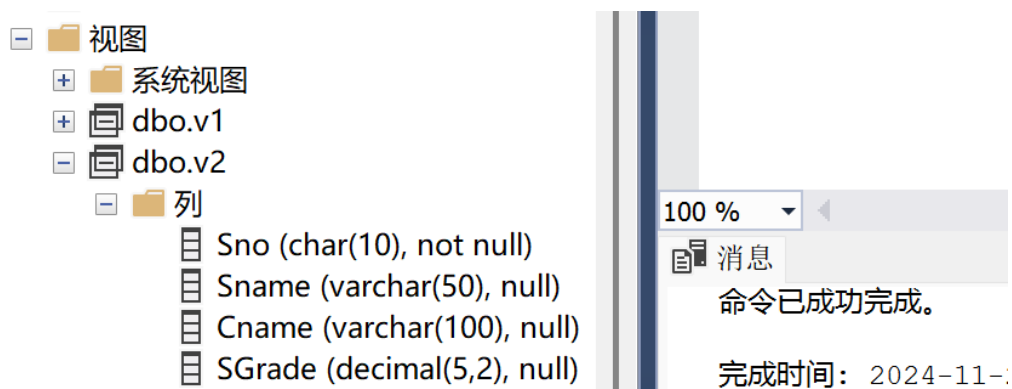 视图
系统视图
dbo.v1
dbo.v2
列
Sno (char(10), not null)
Sname (varchar(50), null)
Cname (varchar(100), null)
SGrade (decimal(5,2), null)
100 %
消息
命令已成功完成。
完成时间: 2024-11-